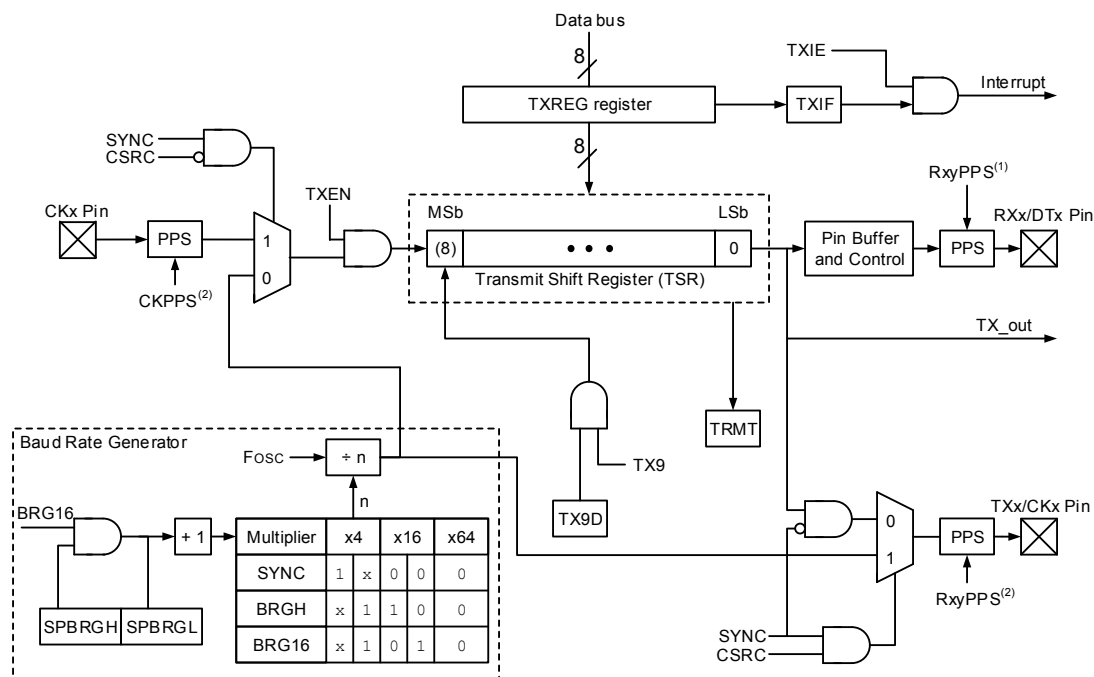 Data bus
8
TXIE
Interrupt
TXREG register
TXIF
SYNC
CSRC
8
RxyPPS(1)
TXEN
CKx Pin
MSb
LSb
RXx/DTx Pin
PPS
1
(8)
• • •
0
Pin Buffer
and Control
PPS
0
Transmit Shift Register (TSR)
CKPPS(2)
TX_out
TRMT
Baud Rate Generator
FOSC
÷ n
TX9
n
TX9D
TXx/CKx Pin
BRG16
+ 1
Multiplier x4 x16 x64
0
PPS
SYNC 1 x 0 0 0
1
BRGH x 1 1 0 0
RxyPPS(2)
SPBRGH SPBRGL
BRG16 x 1 0 1 0
SYNC
CSRC